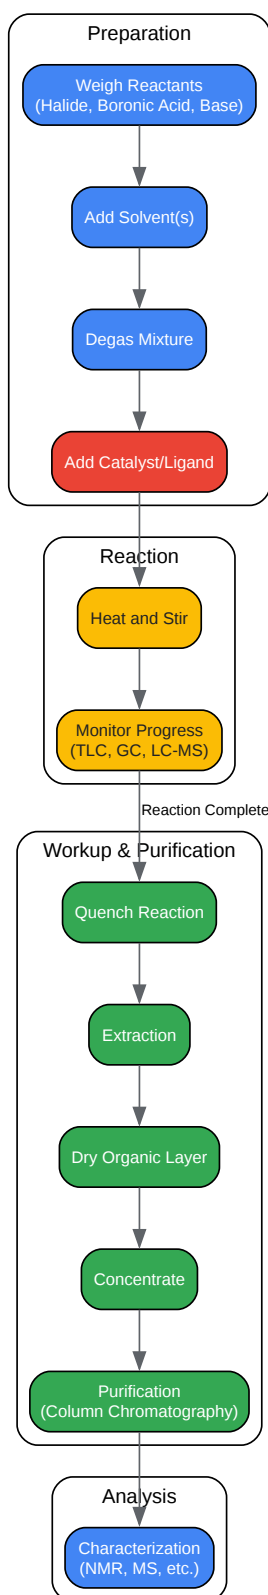 Preparation
Weigh Reactants
(Halide, Boronic Acid, Base)
Add Solvent(s)
Degas Mixture
Add Catalyst/Ligand
Reaction
Heat and Stir
Monitor Progress
(TLC, GC, LC-MS)
Reaction Complete
Workup & Purification
Quench Reaction
Extraction
Dry Organic Layer
Concentrate
Purification
(Column Chromatography)
Analysis
Characterization
(NMR, MS, etc.)